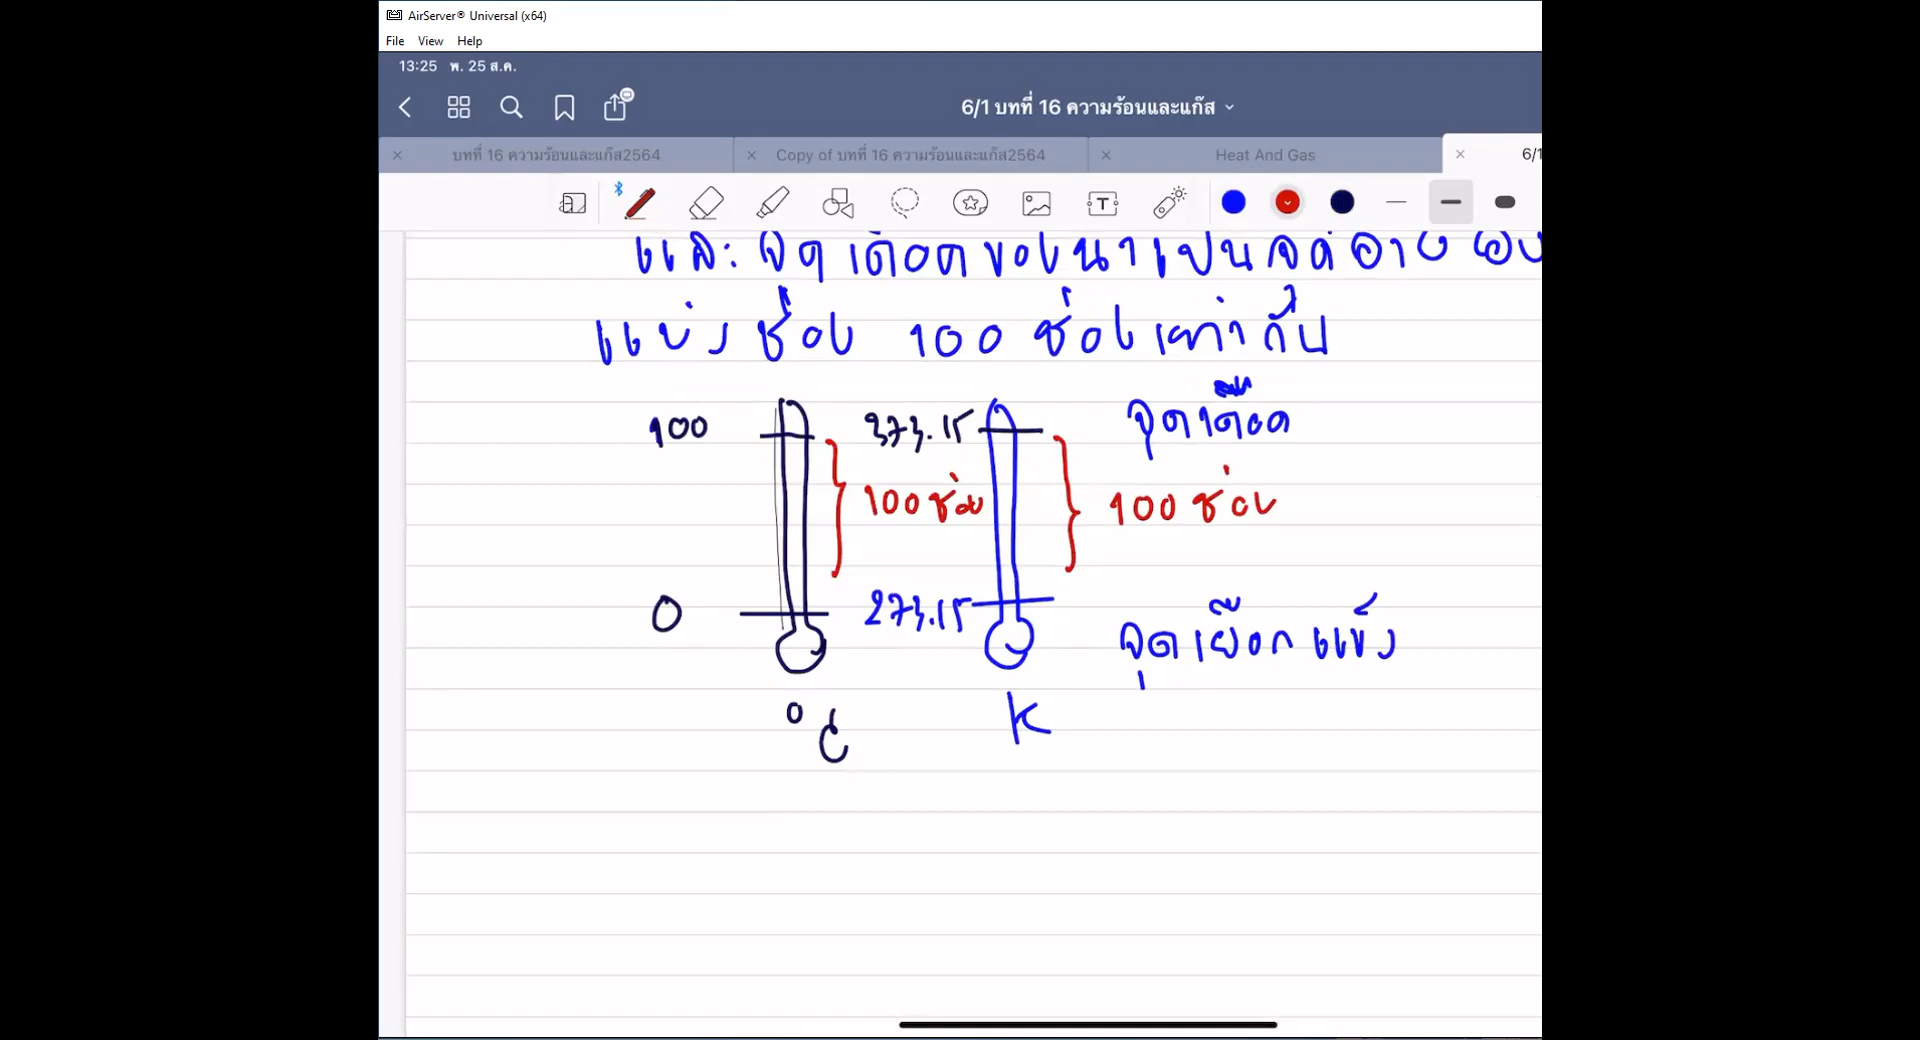 AirServer® Universal (x64)
File View Help
13:25 พ. 25 ส.ค.
6/1 บทที่ 16 ความร้อนและแก๊ส
บทที่ 16 ความร้อนและแก๊ส2564
Copy of บทที่ 16 ความร้อนและแก๊ส2564
Heat And Gas
6/1
และจุดเดือดของน้ำเป็นจุดอ้างอิง
แบ่งช่อง 100 ช่องเท่ากัน
100 373.15 จุดเดือด
100 ช่อง 100 ช่อง
0 273.15 จุดเยือกแข็ง
°C K